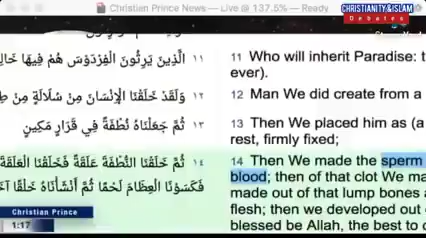 Christian Prince News — Live @ 137.5% — Ready
CHRISTIANITY & ISLAM
Debates
١١ الَّذِينَ يَرِثُونَ الْفِرْدَوْسَ هُمْ فِيهَا
11 Who will inherit Paradise: t
ever).
١٢ وَلَقَدْ خَلَقْنَا الْإِنْسَانَ مِنْ سُلَالَةٍ مِنْ
12 Man We did create from a
١٣ ثُمَّ جَعَلْنَاهُ نُطْفَةً فِي قَرَارٍ مَكِينٍ
13 Then We placed him as (a
rest, firmly fixed;
١٤ ثُمَّ خَلَقْنَا النُّطْفَةَ عَلَقَةً فَخَلَقْنَا الْعَلَقَةَ
فَكَسَوْنَا الْعِظَامَ لَحْمًا ثُمَّ أَنْشَأْنَاهُ خَلْقًا
14 Then We made the sperm
blood; then of that clot We ma
made out of that lump bones a
flesh; then we developed out
blessed be Allah, the best to
Christian Prince
1:17